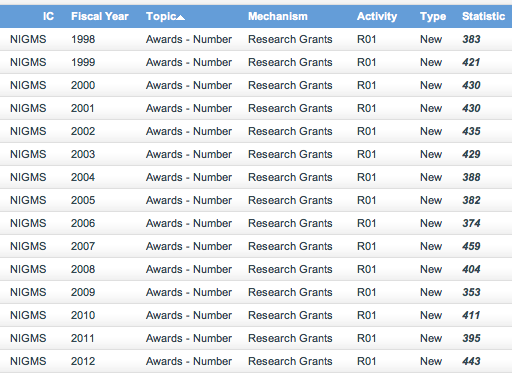 IC Fiscal Year Topic Mechanism Activity Type Statistic
NIGMS 1998 Awards - Number Research Grants R01 New 383
NIGMS 1999 Awards - Number Research Grants R01 New 421
NIGMS 2000 Awards - Number Research Grants R01 New 430
NIGMS 2001 Awards - Number Research Grants R01 New 430
NIGMS 2002 Awards - Number Research Grants R01 New 435
NIGMS 2003 Awards - Number Research Grants R01 New 429
NIGMS 2004 Awards - Number Research Grants R01 New 388
NIGMS 2005 Awards - Number Research Grants R01 New 382
NIGMS 2006 Awards - Number Research Grants R01 New 374
NIGMS 2007 Awards - Number Research Grants R01 New 459
NIGMS 2008 Awards - Number Research Grants R01 New 404
NIGMS 2009 Awards - Number Research Grants R01 New 353
NIGMS 2010 Awards - Number Research Grants R01 New 411
NIGMS 2011 Awards - Number Research Grants R01 New 395
NIGMS 2012 Awards - Number Research Grants R01 New 443